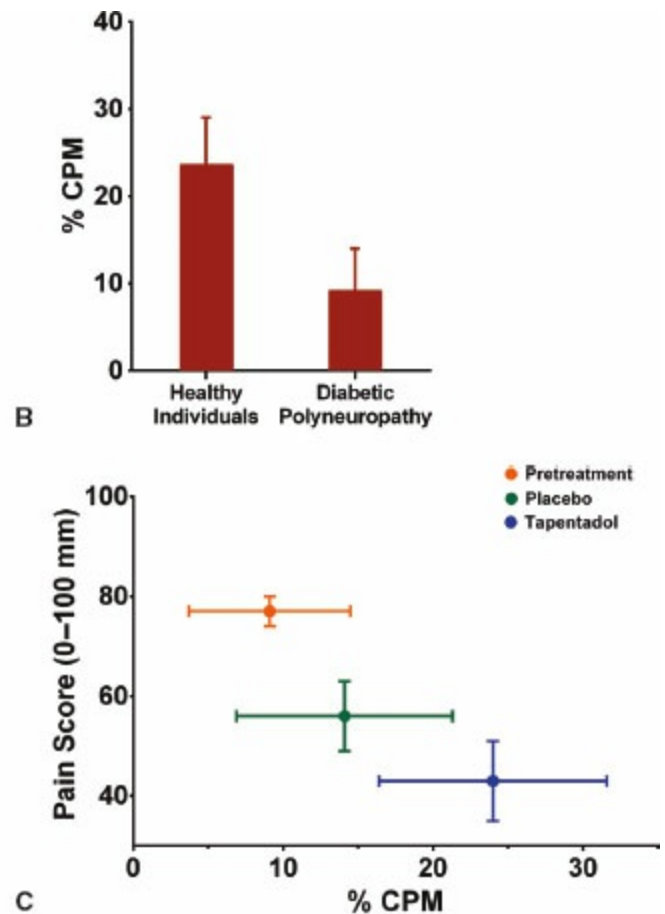 40
30
20
10
0
% CPM
Healthy
Individuals
Diabetic
Polyneuropathy
B
Pretreatment
Placebo
Tapentadol
100
80
60
40
Pain Score (0–100 mm)
0
10
20
30
% CPM
C